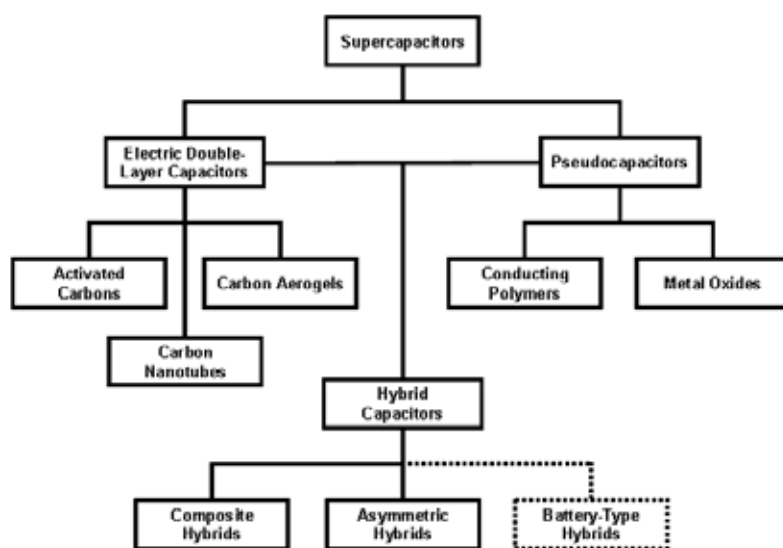 Supercapacitors
Electric Double-
Layer Capacitors
Pseudocapacitors
Activated
Carbons
Carbon Aerogels
Conducting
Polymers
Metal Oxides
Carbon
Nanotubes
Hybrid
Capacitors
Composite
Hybrids
Asymmetric
Hybrids
Battery-Type
Hybrids